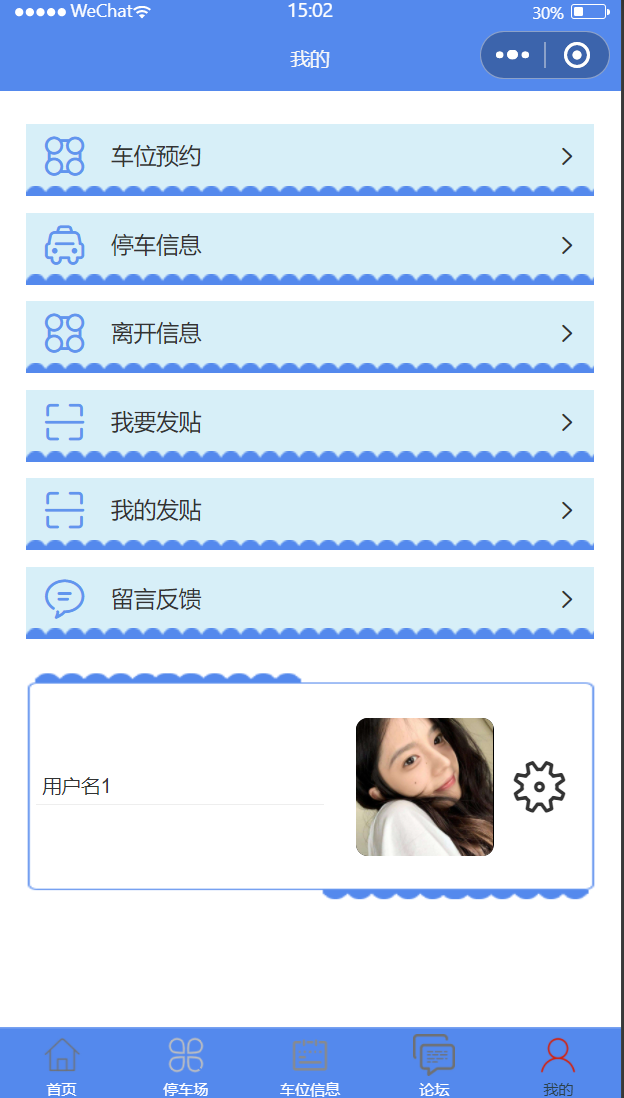 WeChat 15:02 30%
我的
车位预约
停车信息
离开信息
我要发贴
我的发贴
留言反馈
用户名1
首页 停车场 车位信息 论坛 我的